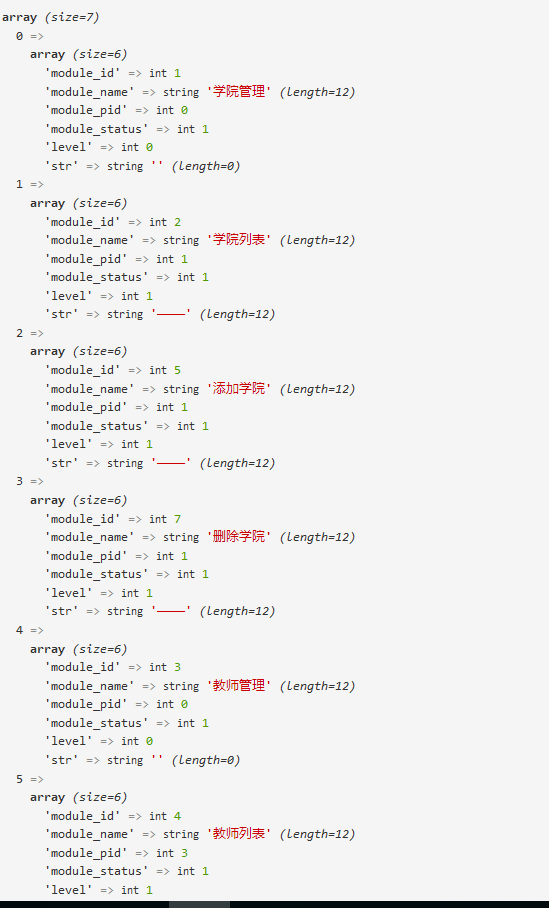 array (size=7)
0 =>
array (size=6)
'module_id' => int 1
'module_name' => string '学院管理' (length=12)
'module_pid' => int 0
'module_status' => int 1
'level' => int 0
'str' => string '' (length=0)
1 =>
array (size=6)
'module_id' => int 2
'module_name' => string '学院列表' (length=12)
'module_pid' => int 1
'module_status' => int 1
'level' => int 1
'str' => string '————' (length=12)
2 =>
array (size=6)
'module_id' => int 5
'module_name' => string '添加学院' (length=12)
'module_pid' => int 1
'module_status' => int 1
'level' => int 1
'str' => string '————' (length=12)
3 =>
array (size=6)
'module_id' => int 7
'module_name' => string '删除学院' (length=12)
'module_pid' => int 1
'module_status' => int 1
'level' => int 1
'str' => string '————' (length=12)
4 =>
array (size=6)
'module_id' => int 3
'module_name' => string '教师管理' (length=12)
'module_pid' => int 0
'module_status' => int 1
'level' => int 0
'str' => string '' (length=0)
5 =>
array (size=6)
'module_id' => int 4
'module_name' => string '教师列表' (length=12)
'module_pid' => int 3
'module_status' => int 1
'level' => int 1